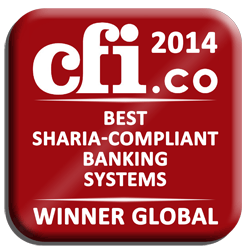 2014
cfi.co
BEST
SHARIA-COMPLIANT
BANKING
SYSTEMS
WINNER GLOBAL